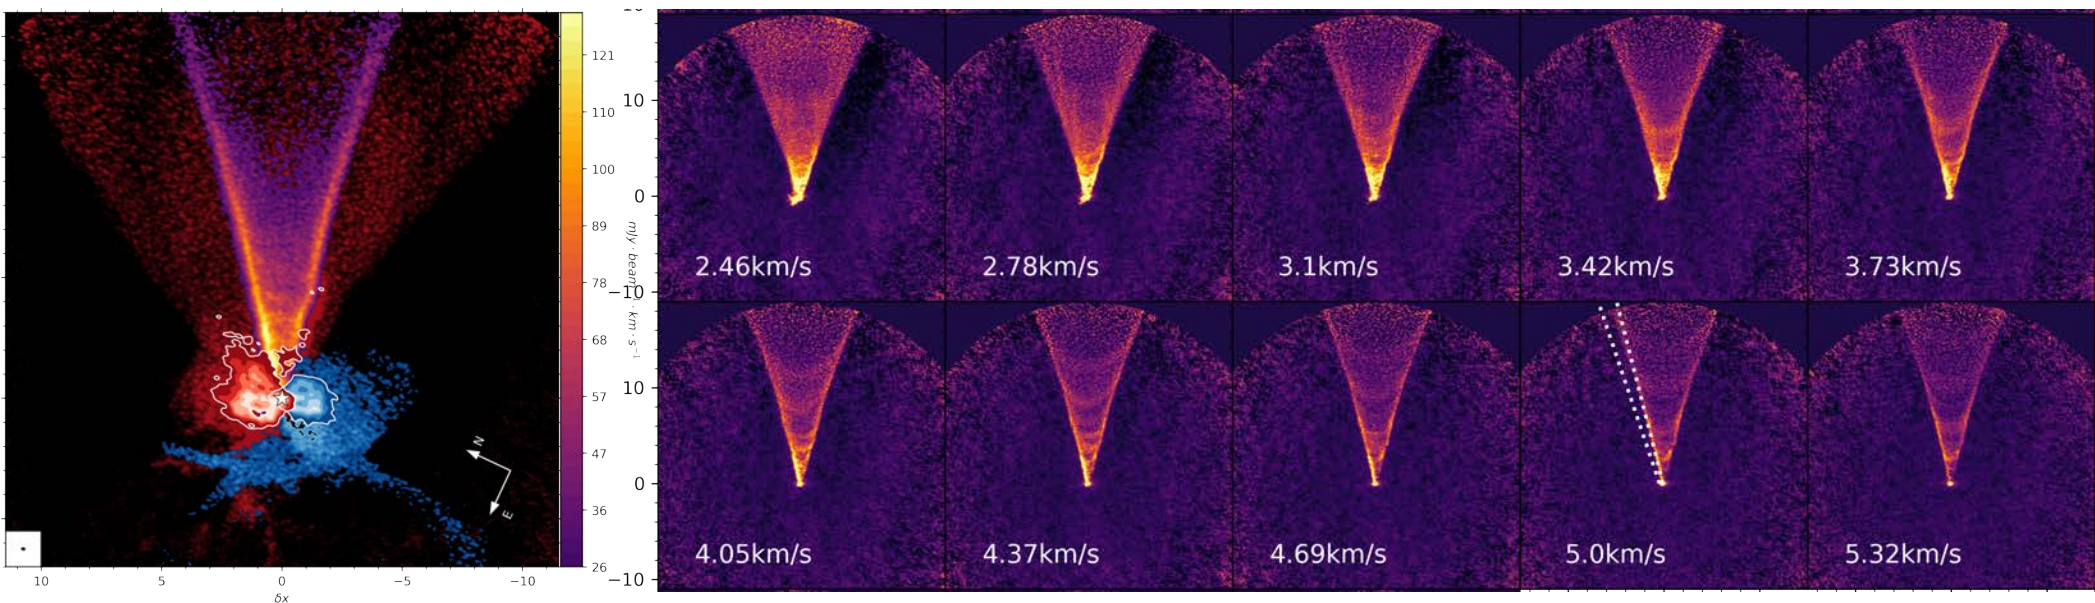 121
110
100
89
78
68
57
47
36
26
mJy · beam⁻¹ · km · s⁻¹
N
E
10
5
0
−5
−10
δx
10
0
−10
2.46km/s
2.78km/s
3.1km/s
3.42km/s
3.73km/s
10
0
−10
4.05km/s
4.37km/s
4.69km/s
5.0km/s
5.32km/s